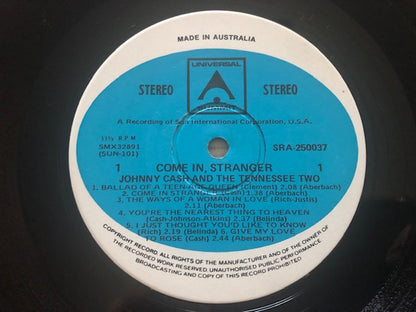 MADE IN AUSTRALIA
UNIVERSAL
STEREO STEREO
SUMMIT
A Recording of Sun International Corporation, U.S.A.
33⅓ R.P.M
SMX32891 SRA-250037
(SUN-101)
1 COME IN, STRANGER 1
JOHNNY CASH AND THE TENNESSEE TWO
1. BALLAD OF A TEENAGE QUEEN (Clement) 2.08 (Aberbach)
2. COME IN STRANGER (Cash) 1.38 (Aberbach)
3. THE WAYS OF A WOMAN IN LOVE (Rich-Justis)
2.11 (Aberbach)
4. YOU'RE THE NEAREST THING TO HEAVEN
(Cash-Johnson-Atkins) 2.37 (Belinda)
5. I JUST THOUGHT YOU'D LIKE TO KNOW
(Rich) 2.19 (Belinda) 6. GIVE MY LOVE
TO ROSE (Cash) 2.44 (Aberbach)
COPYRIGHT RECORD. ALL RIGHTS OF THE MANUFACTURER AND OF THE OWNER OF
THE RECORDED WORK RESERVED. UNAUTHORISED PUBLIC PERFORMANCE
BROADCASTING AND COPY OF THIS RECORD PROHIBITED